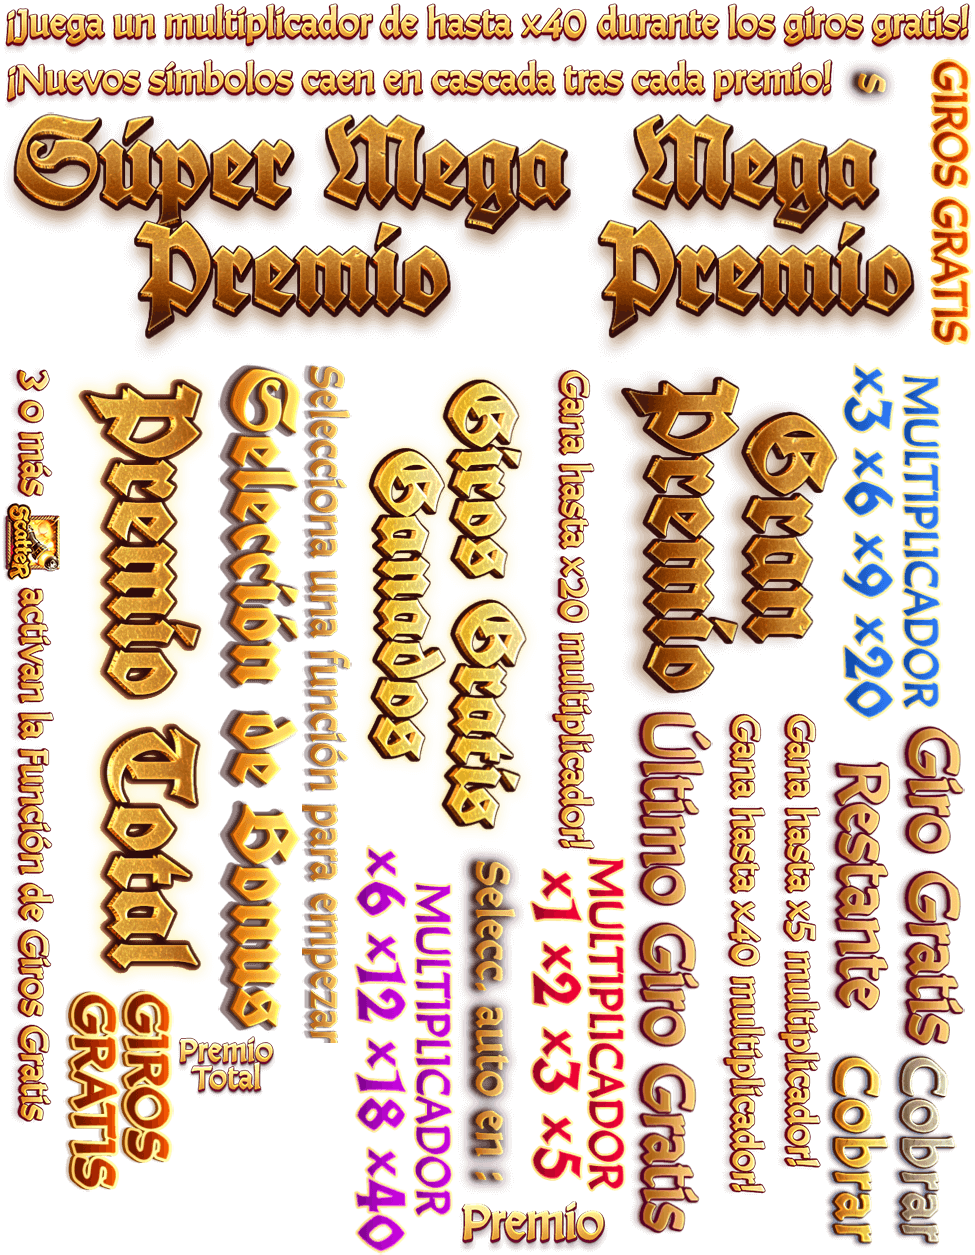 ¡Juega un multiplicador de hasta x40 durante los giros gratis!
¡Nuevos símbolos caen en cascada tras cada premio!
s
GIROS GRATIS
Súper Mega
Premio
Mega
Premio
3 o más SCatteR activan la Función de Giros Gratis
Premio Total
Selección de Bonus
Selecciona una función para empezar
Giros Gratis
Ganados
Gana hasta x20 multiplicador!
Gran
Premio
MULTIPLICADOR
x3 x6 x9 x20
Último Giro Gratis
Gana hasta x5 multiplicador!
Gana hasta x40 multiplicador!
Giro Gratis
Restante
MULTIPLICADOR
x6 x12 x18 x40
Selecc. auto en :
MULTIPLICADOR
x1 x2 x3 x5
GIROS
GRATIS
Premio
Total
Cobrar
Cobrar
Premio